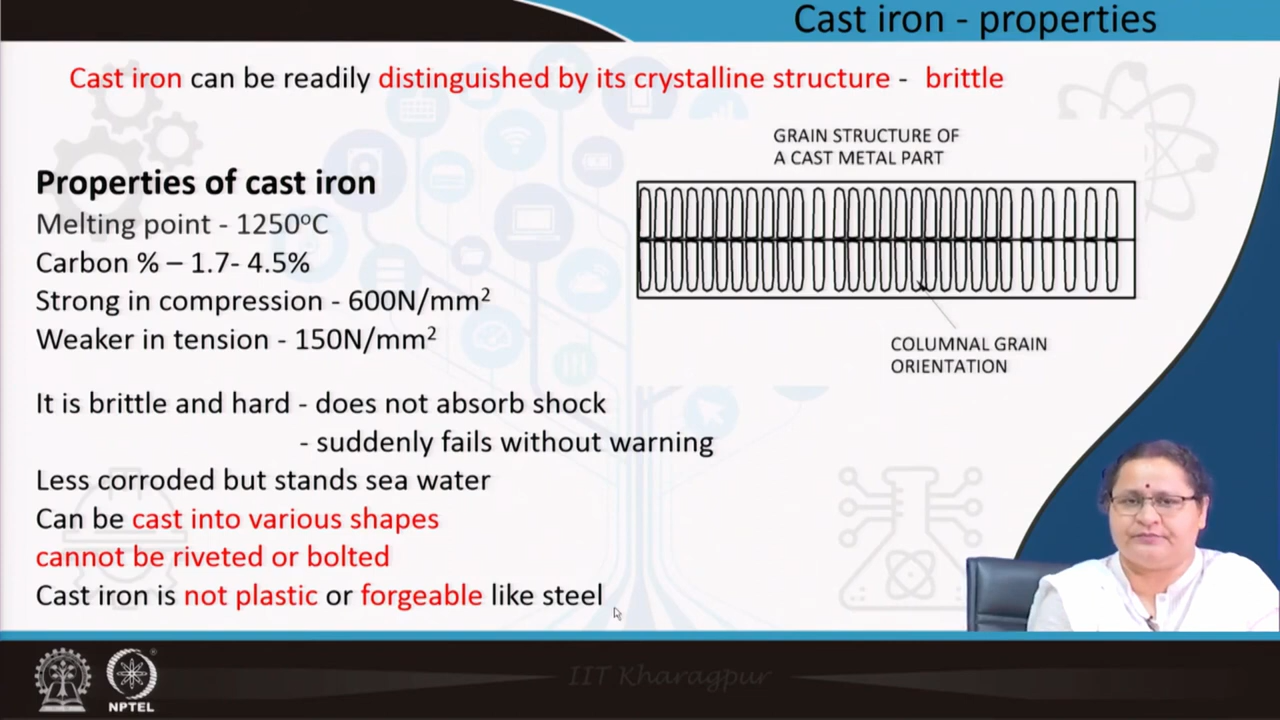 Cast iron - properties
Cast iron can be readily distinguished by its crystalline structure - brittle
GRAIN STRUCTURE OF
A CAST METAL PART
Properties of cast iron
Melting point - 1250°C
Carbon % – 1.7- 4.5%
Strong in compression - 600N/mm²
Weaker in tension - 150N/mm²
COLUMNAL GRAIN
ORIENTATION
It is brittle and hard - does not absorb shock
- suddenly fails without warning
Less corroded but stands sea water
Can be cast into various shapes
cannot be riveted or bolted
Cast iron is not plastic or forgeable like steel
IIT Kharagpur
NPTEL